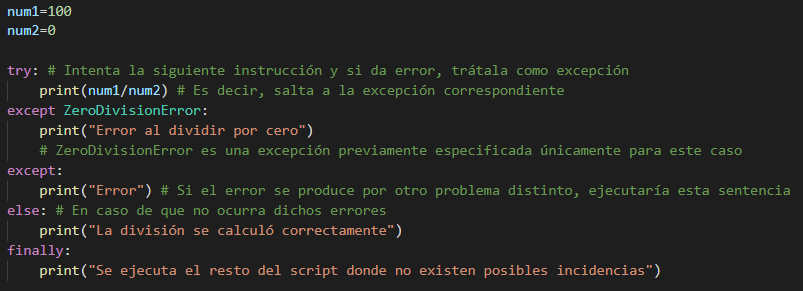 num1=100
num2=0
try: # Intenta la siguiente instrucción y si da error, trátala como excepción
print(num1/num2) # Es decir, salta a la excepción correspondiente
except ZeroDivisionError:
print("Error al dividir por cero")
# ZeroDivisionError es una excepción previamente especificada únicamente para este caso
except:
print("Error") # Si el error se produce por otro problema distinto, ejecutaría esta sentencia
else: # En caso de que no ocurra dichos errores
print("La división se calculó correctamente")
finally:
print("Se ejecuta el resto del script donde no existen posibles incidencias")